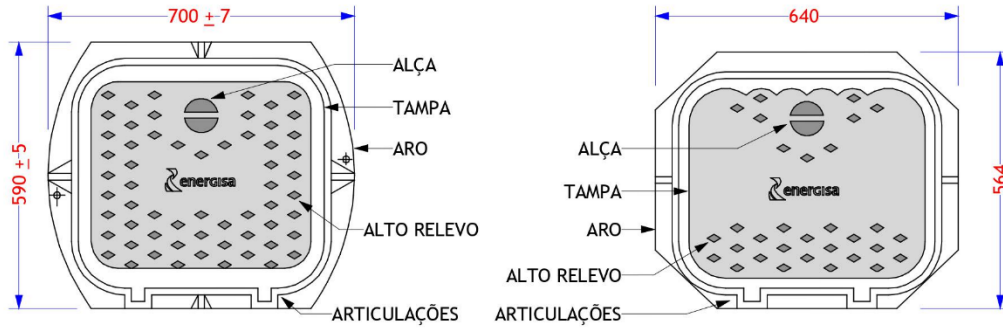 700 ± 7
590 ± 5
ALÇA
TAMPA
ARO
ALTO RELEVO
ARTICULAÇÕES
energisa
640
564
ALÇA
TAMPA
ARO
ALTO RELEVO
ARTICULAÇÕES
energisa